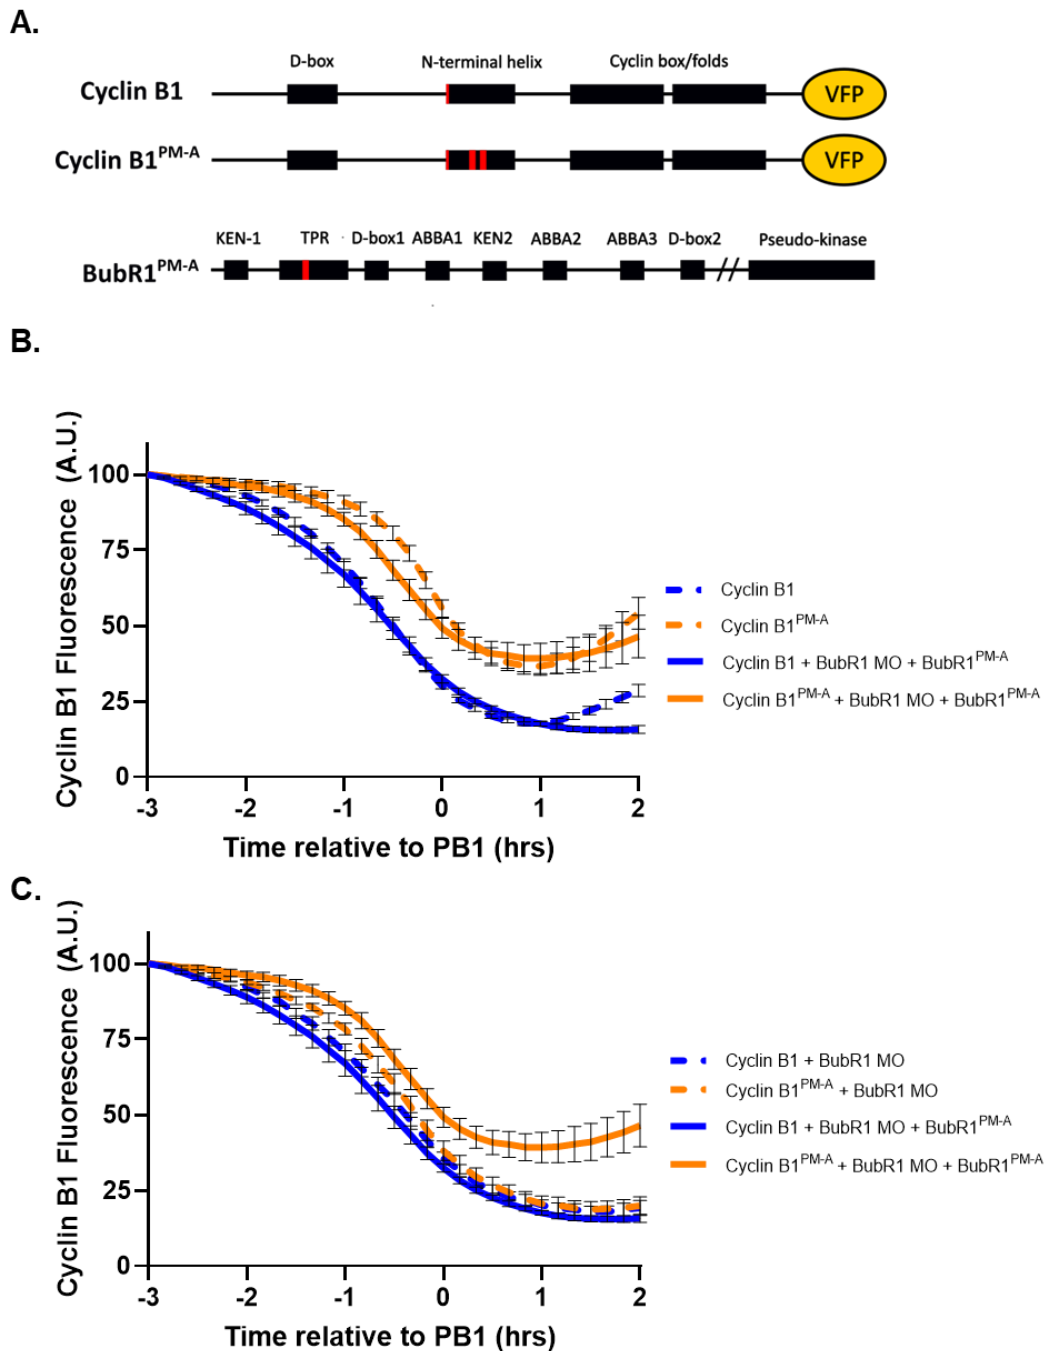 A.
D-box N-terminal helix Cyclin box/folds
Cyclin B1 VFP
Cyclin B1PM-A VFP
KEN-1 TPR D-box1 ABBA1 KEN2 ABBA2 ABBA3 D-box2 Pseudo-kinase
BubR1PM-A
B.
Cyclin B1 Fluorescence (A.U.)
100
75
50
25
0
-3 -2 -1 0 1 2
Time relative to PB1 (hrs)
Cyclin B1
Cyclin B1PM-A
Cyclin B1 + BubR1 MO + BubR1PM-A
Cyclin B1PM-A + BubR1 MO + BubR1PM-A
C.
Cyclin B1 Fluorescence (A.U.)
100
75
50
25
0
-3 -2 -1 0 1 2
Time relative to PB1 (hrs)
Cyclin B1 + BubR1 MO
Cyclin B1PM-A + BubR1 MO
Cyclin B1 + BubR1 MO + BubR1PM-A
Cyclin B1PM-A + BubR1 MO + BubR1PM-A